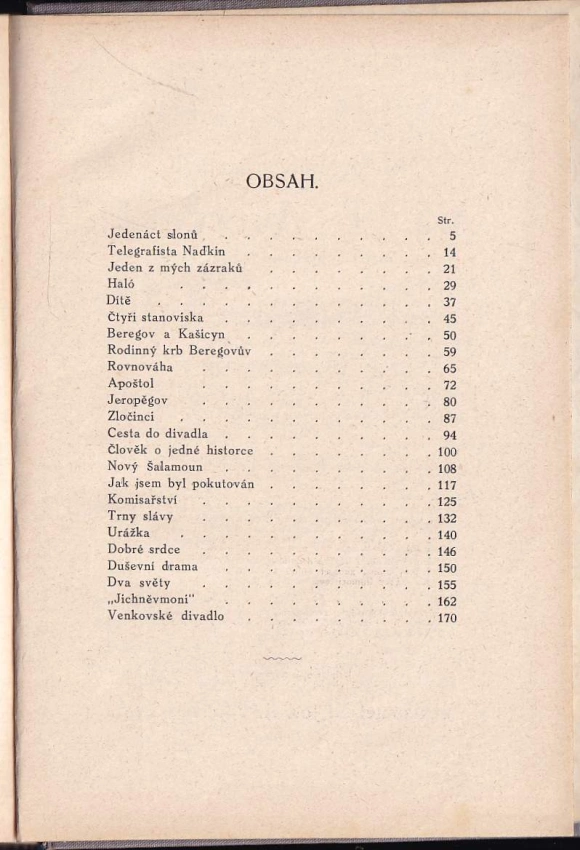 OBSAH.
Str.
Jedenáct slonů . . . . . . . . . . 5
Telegrafista Naďkin . . . . . . . . . 14
Jeden z mých zázraků . . . . . . . . 21
Haló . . . . . . . . . . . . 29
Dítě . . . . . . . . . . . . . 37
Čtyři stanoviska . . . . . . . . . . 45
Beregov a Kašicyn . . . . . . . . . . 50
Rodinný krb Beregovův . . . . . . . . 59
Rovnováha . . . . . . . . . . . 65
Apoštol . . . . . . . . . . . 72
Jeropěgov . . . . . . . . . . . 80
Zločinci . . . . . . . . . . . . 87
Cesta do divadla . . . . . . . . . . 94
Člověk o jedné historce . . . . . . . . 100
Nový Šalamoun . . . . . . . . . . 108
Jak jsem byl pokutován . . . . . . . . 117
Komisařství . . . . . . . . . . . 125
Trny slávy . . . . . . . . . . . 132
Urážka . . . . . . . . . . . . 140
Dobré srdce . . . . . . . . . . . 146
Duševní drama . . . . . . . . . . 150
Dva světy . . . . . . . . . . . 155
„Jichněvmoni" . . . . . . . . . . 162
Venkovské divadlo . . . . . . . . . 170